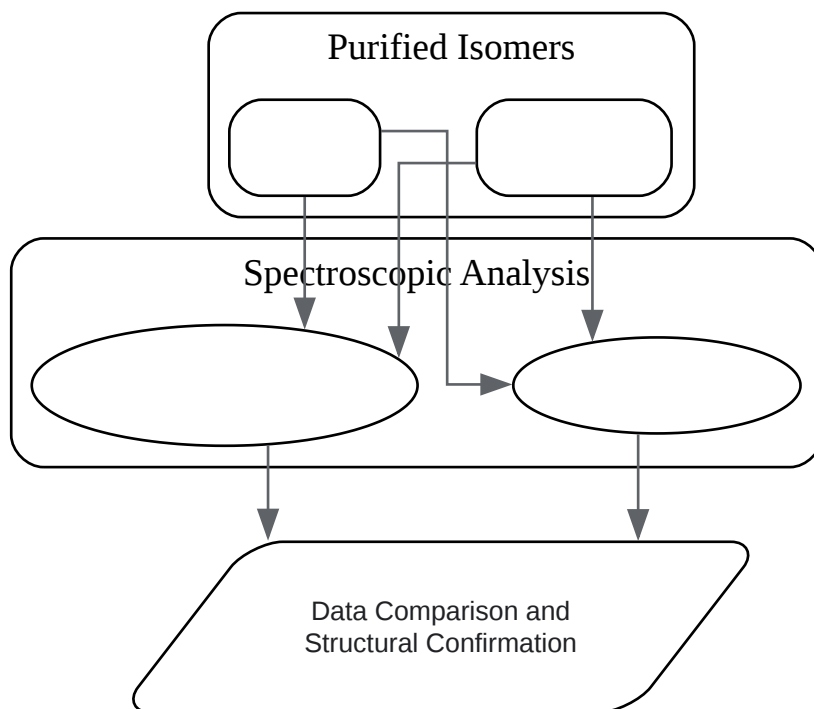 Purified Isomers
Spectroscopic Analysis
Data Comparison and
Structural Confirmation